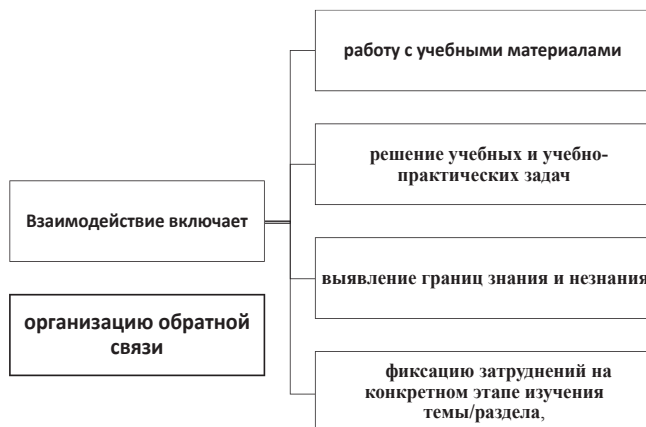 работу с учебными материалами
решение учебных и учебно-
практических задач
Взаимодействие включает
выявление границ знания и незнания
организацию обратной
связи
фиксацию затруднений на
конкретном этапе изучения
темы/раздела,